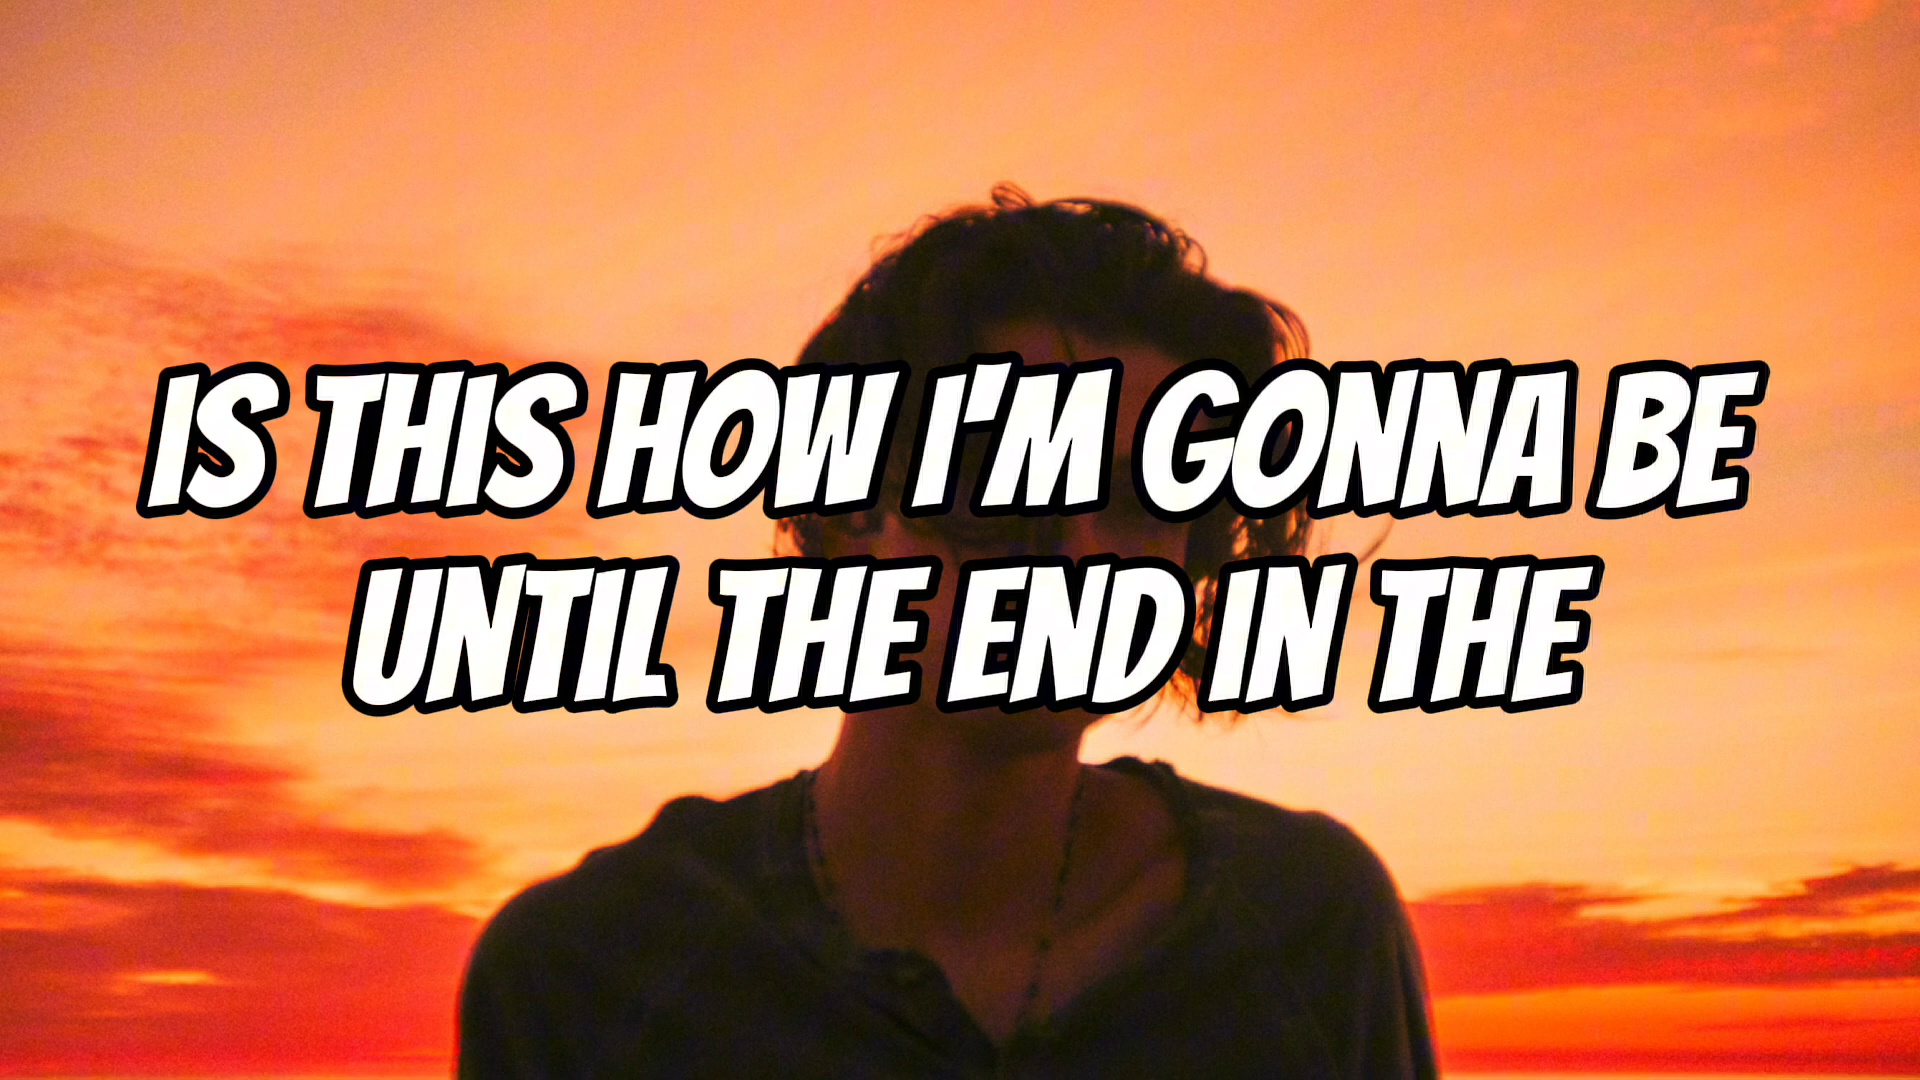 IS THIS HOW I'M GONNA BE
UNTIL THE END IN THE